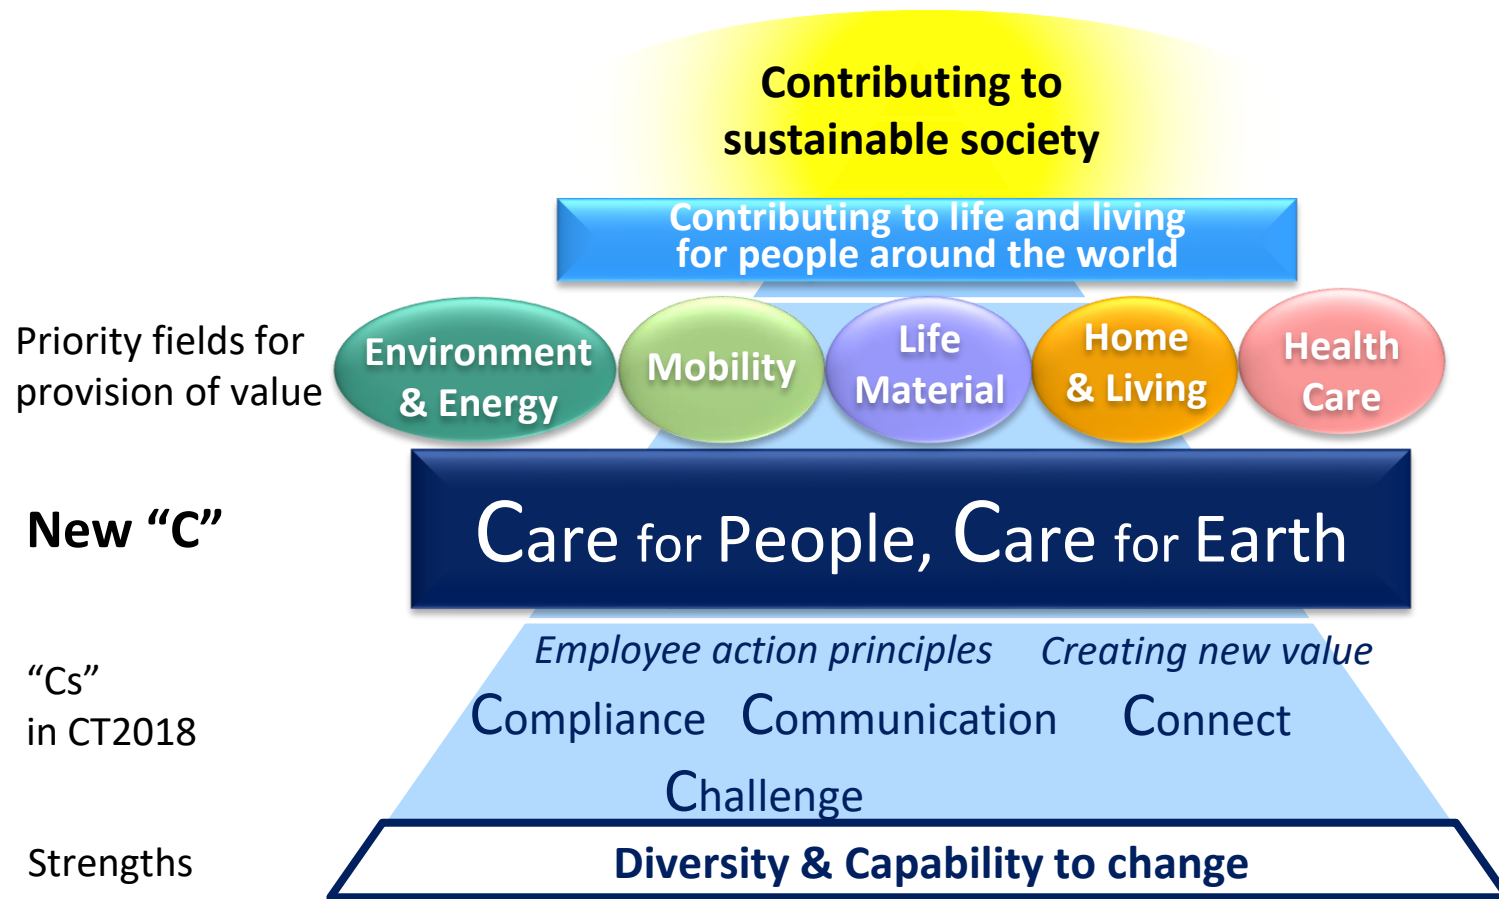 Contributing to
sustainable society
Contributing to life and living
for people around the world
Priority fields for
provision of value
Environment
& Energy
Mobility
Life
Material
Home
& Living
Health
Care
New “C”
Care for People, Care for Earth
“Cs”
in CT2018
Employee action principles
Creating new value
Compliance
Communication
Connect
Challenge
Strengths
Diversity & Capability to change